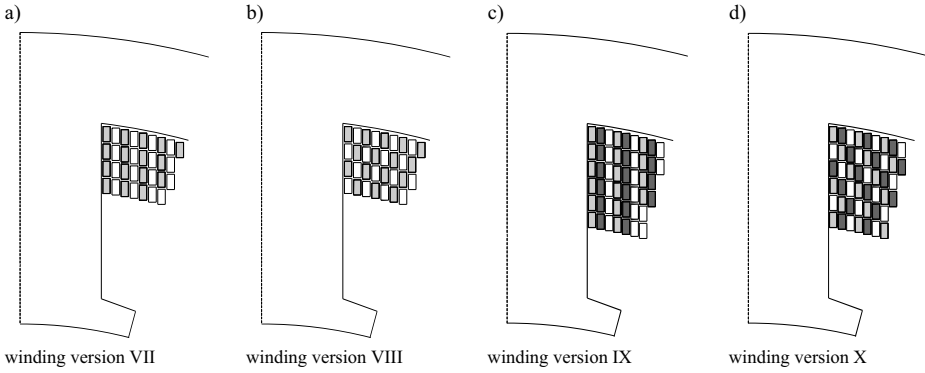 a)
b)
c)
d)
winding version VII
winding version VIII
winding version IX
winding version X